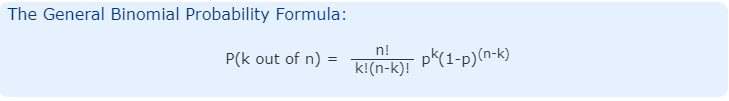 The General Binomial Probability Formula:
P(k out of n) = n!/k!(n-k)! p^k(1-p)^(n-k)